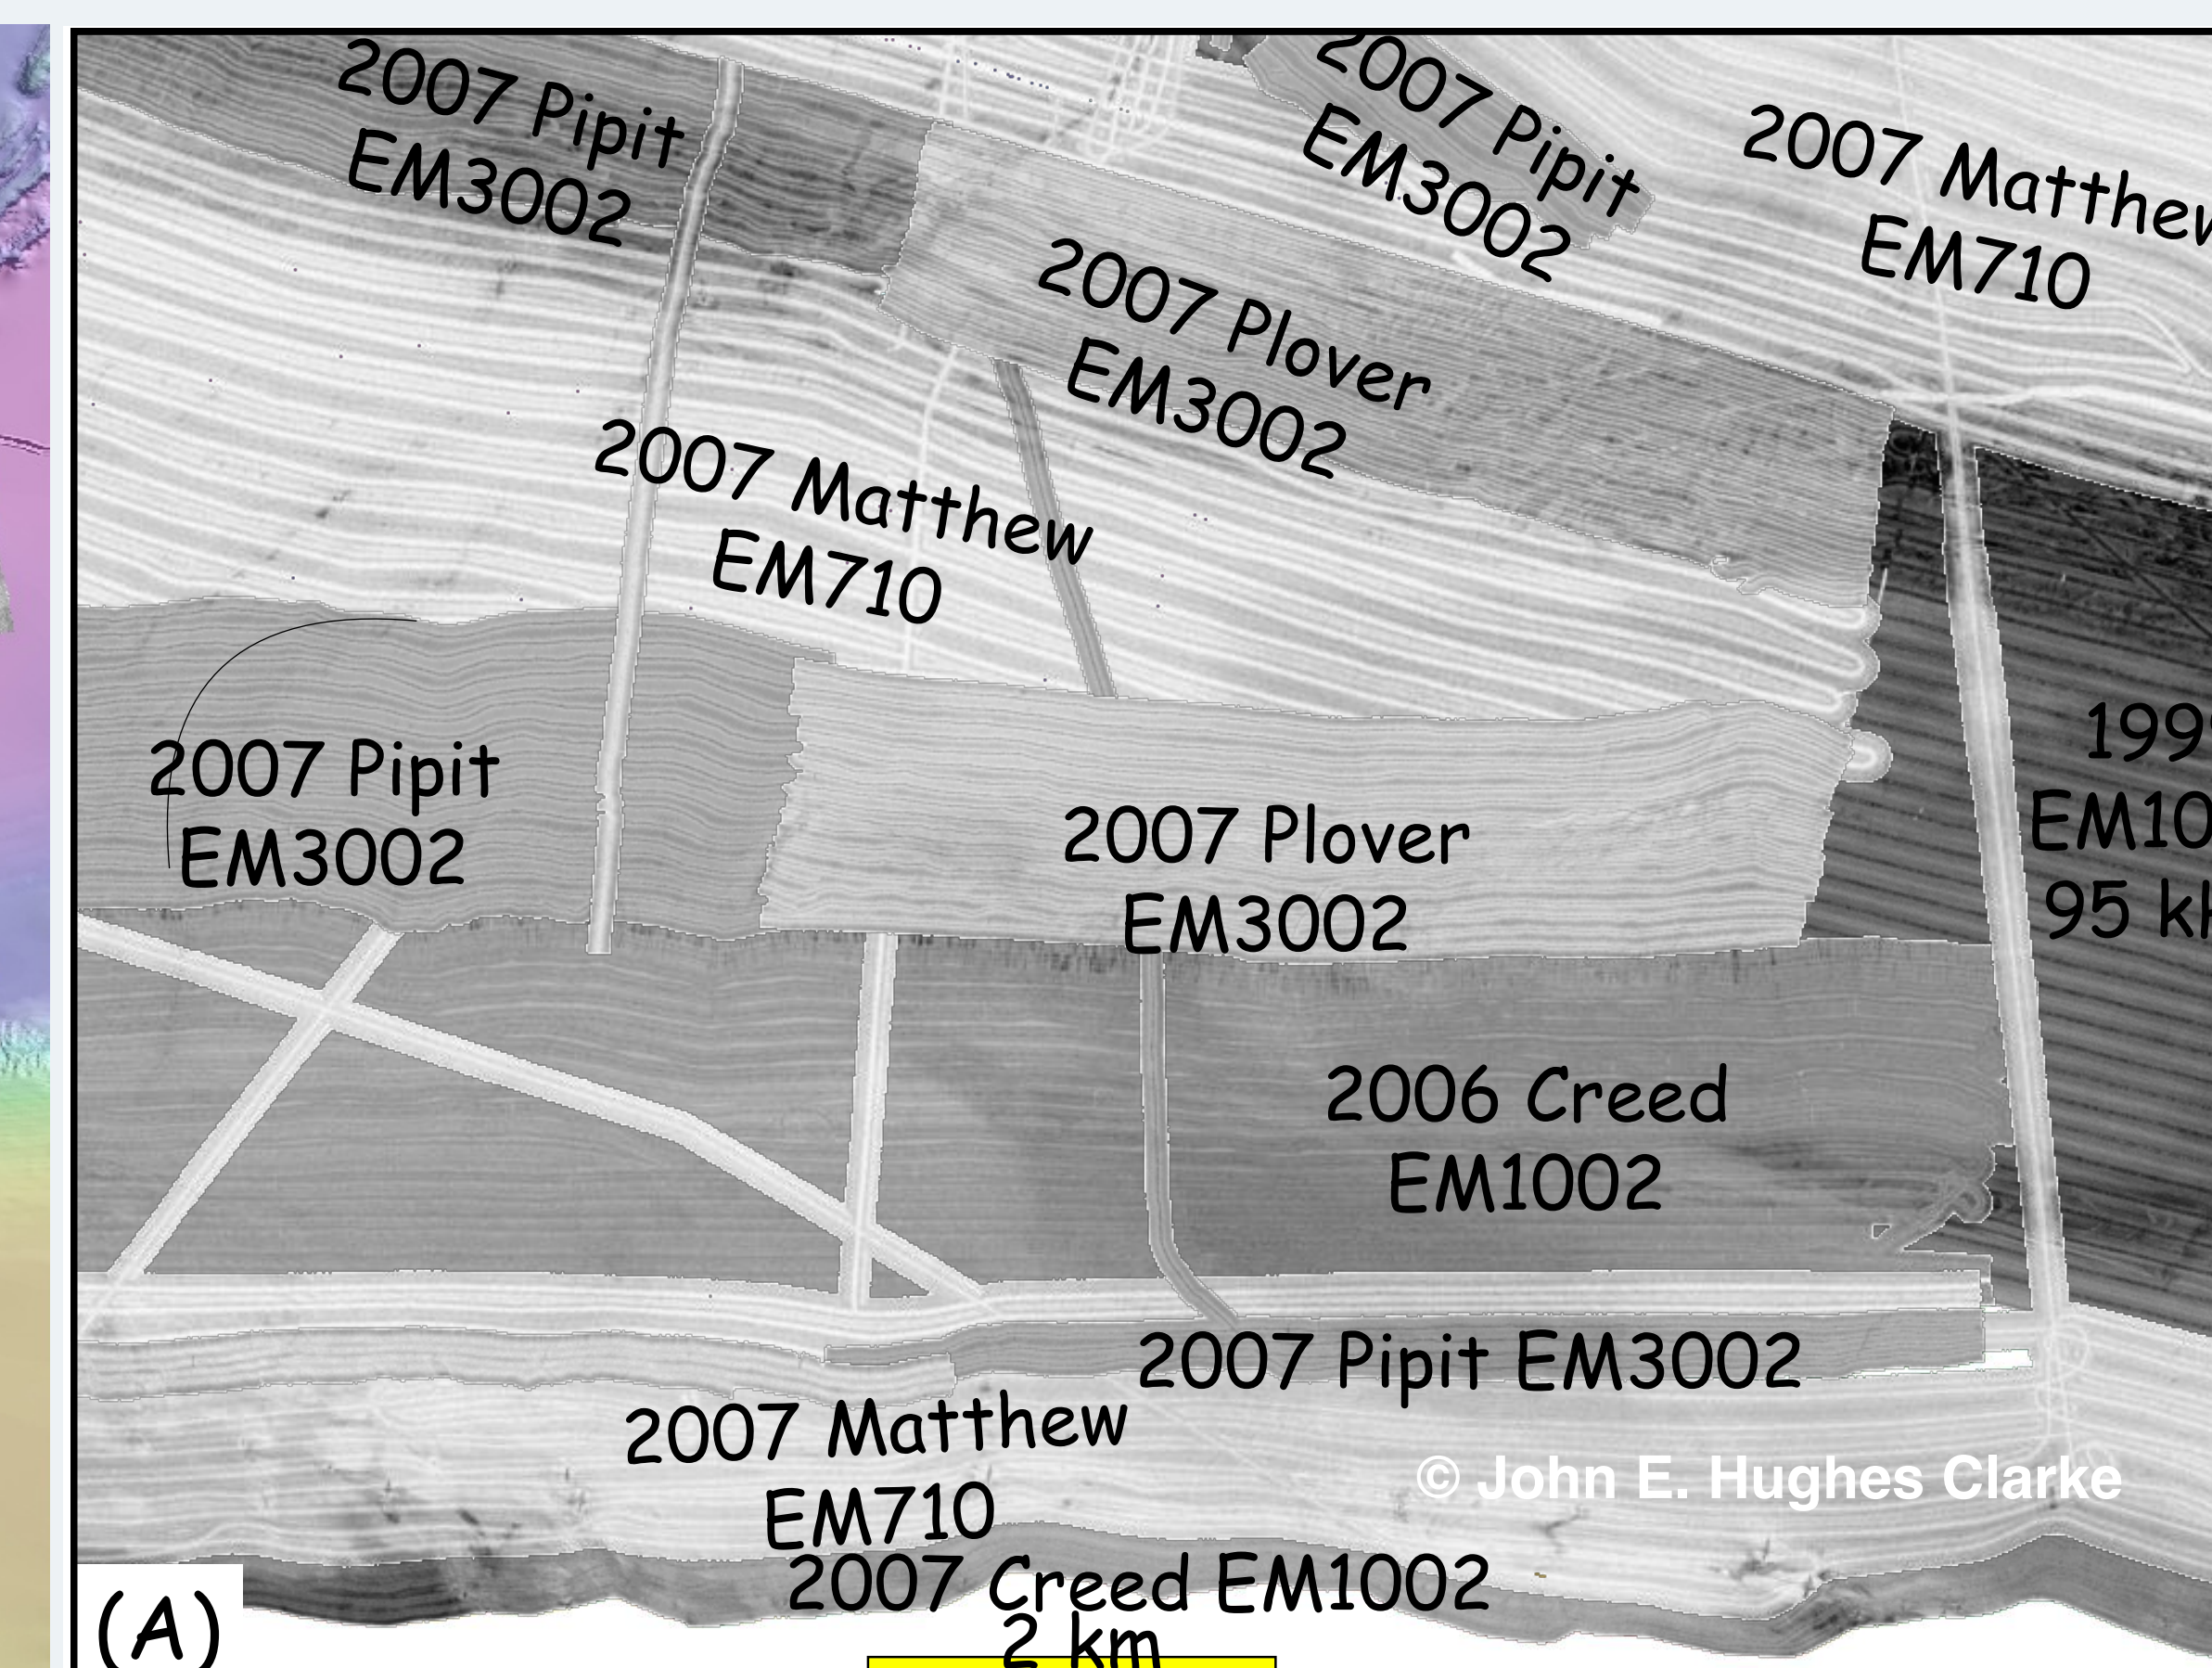 2007 Pipit
EM3002
2007 Pipit
EM3002
2007 Matthew
EM710
2007 Plover
EM3002
2007 Matthew
EM710
2007 Pipit
EM3002
2007 Plover
EM3002
95
2006 Creed
EM1002
2007 Pipit EM3002
2007 Matthew
EM710
© John E. Hughes Clarke
2007 Creed EM1002
2 km
(A)